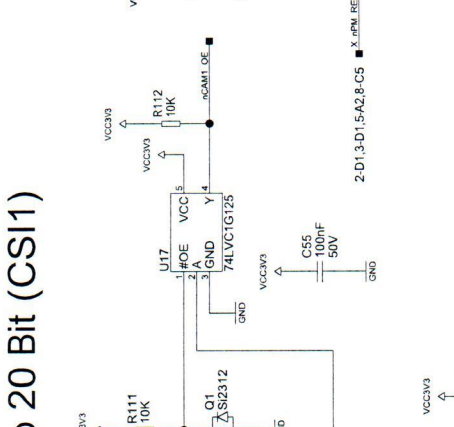 20 Bit (CSI1)
VCC3V3
R112
10K
nCAM1_OE
VCC3V3
U17
VCC
5
4
#OE
A
GND
Y
1
2
3
74LVC1G125
GND
R111
10K
Q1
Si2312
VCC3V3
C55
100nF
50V
GND
X_nPM_RE
2-D1,3-D1,5-A2,8-C5
VCC3V3